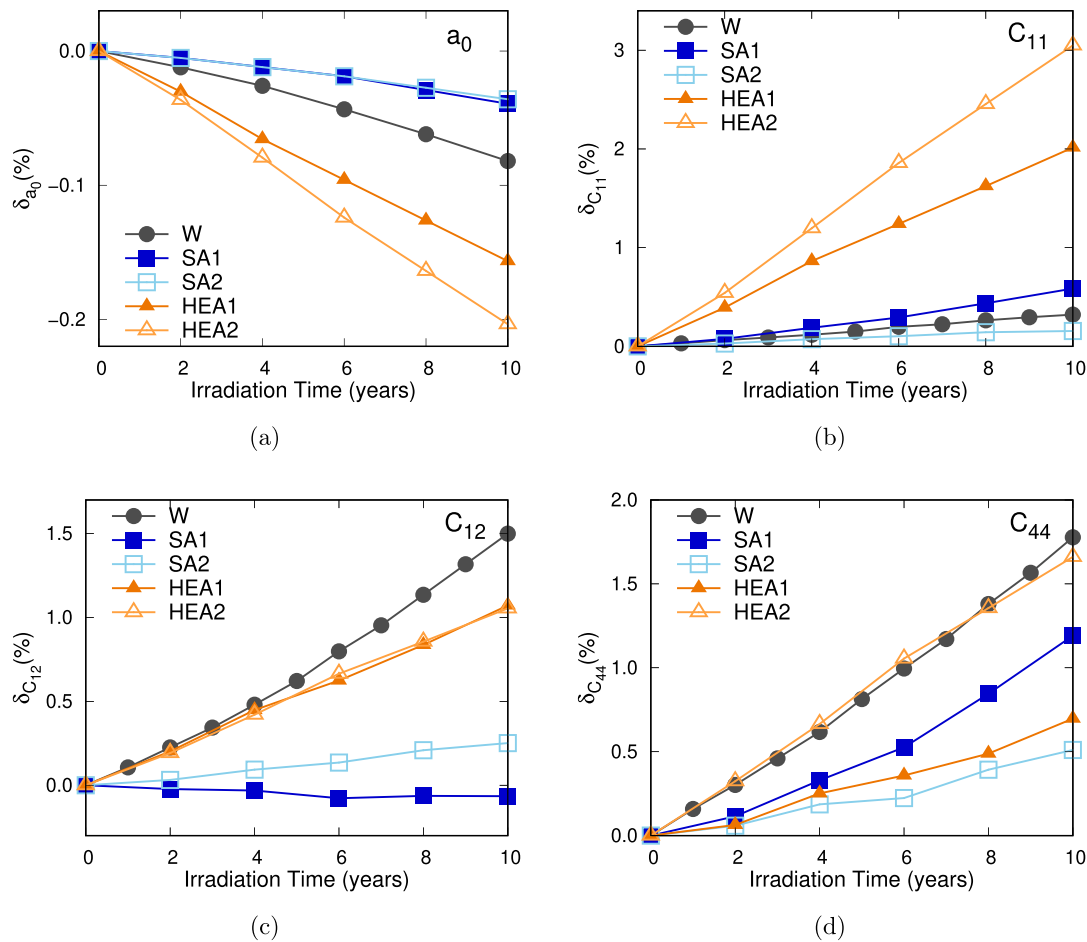 a0
0.0
−0.1
−0.2
δa0(%)
W
SA1
SA2
HEA1
HEA2
0 2 4 6 8 10
Irradiation Time (years)
(a)
C11
3
2
1
0
δC11(%)
W
SA1
SA2
HEA1
HEA2
0 2 4 6 8 10
Irradiation Time (years)
(b)
C12
1.5
1.0
0.5
0.0
δC12(%)
W
SA1
SA2
HEA1
HEA2
0 2 4 6 8 10
Irradiation Time (years)
(c)
C44
2.0
1.5
1.0
0.5
0.0
δC44(%)
W
SA1
SA2
HEA1
HEA2
0 2 4 6 8 10
Irradiation Time (years)
(d)